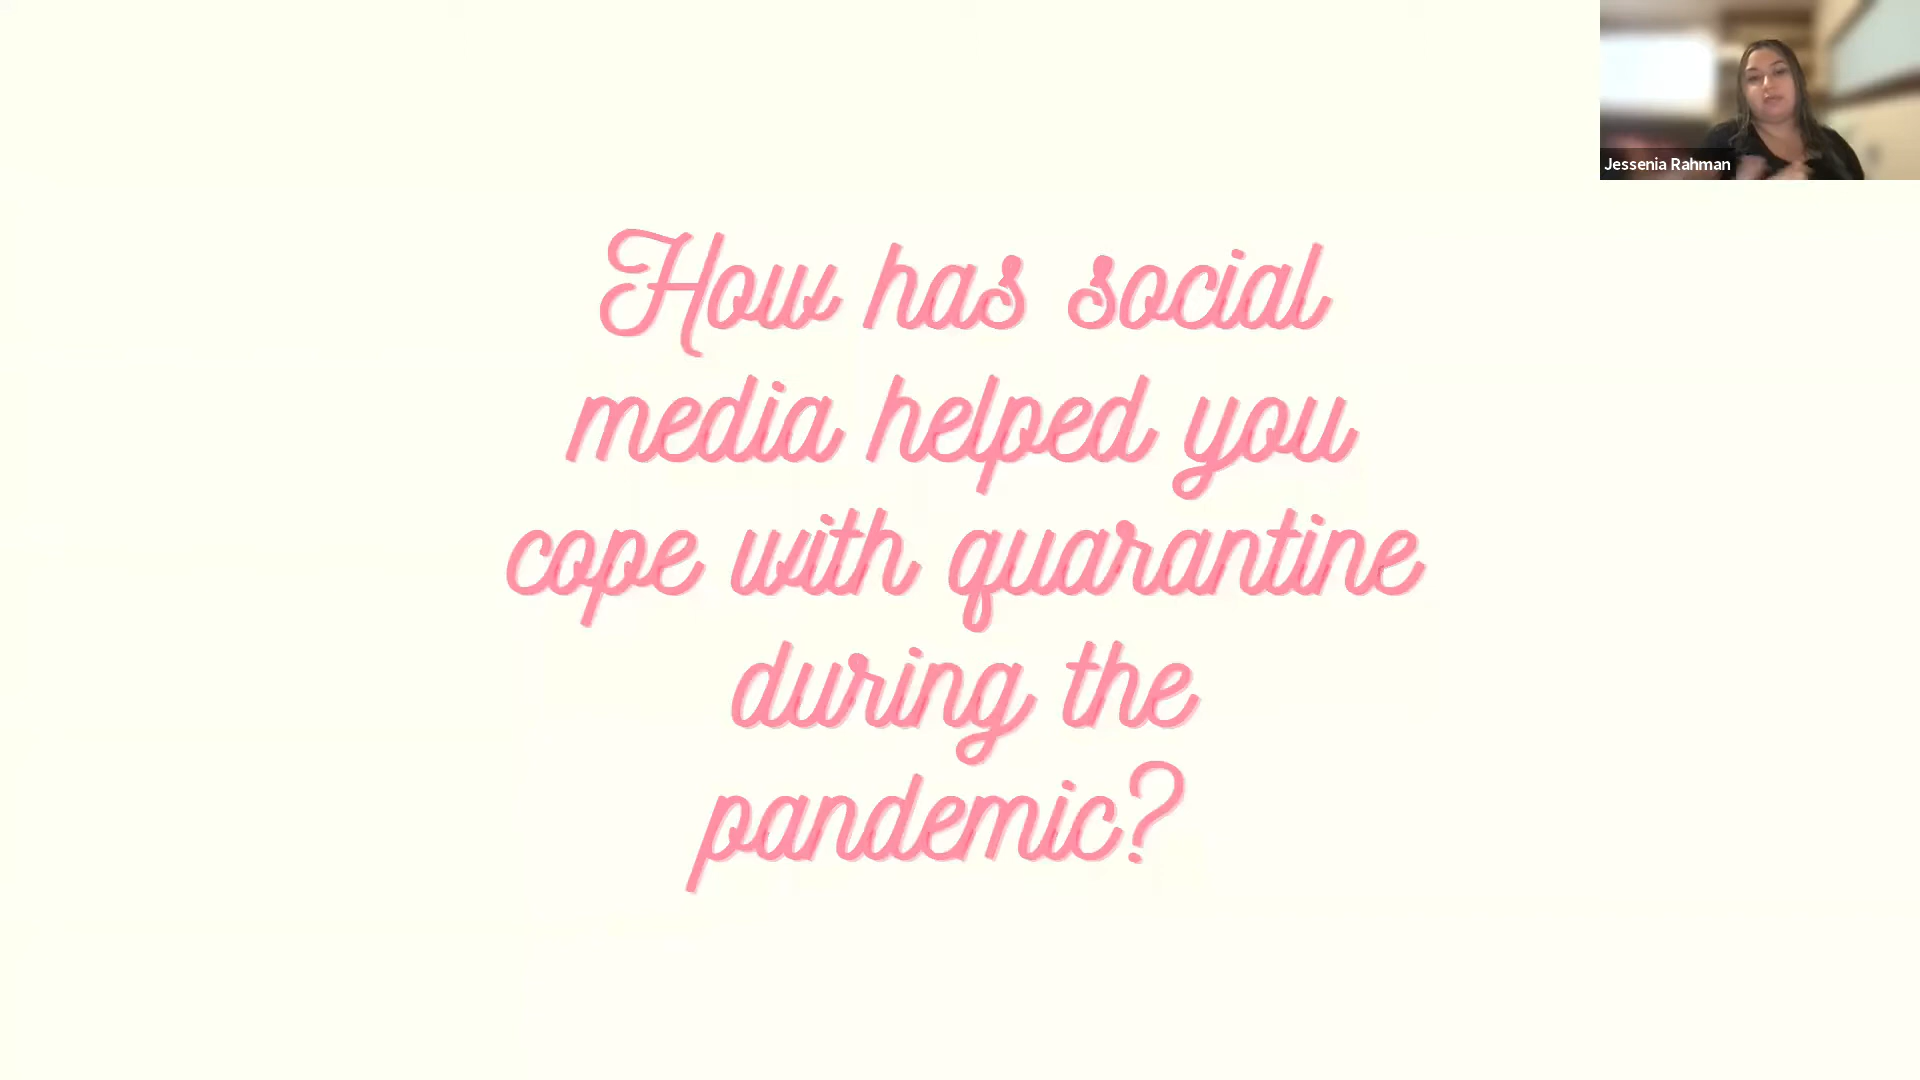 Jessenia Rahman
How has social
media helped you
cope with quarantine
during the
pandemic?